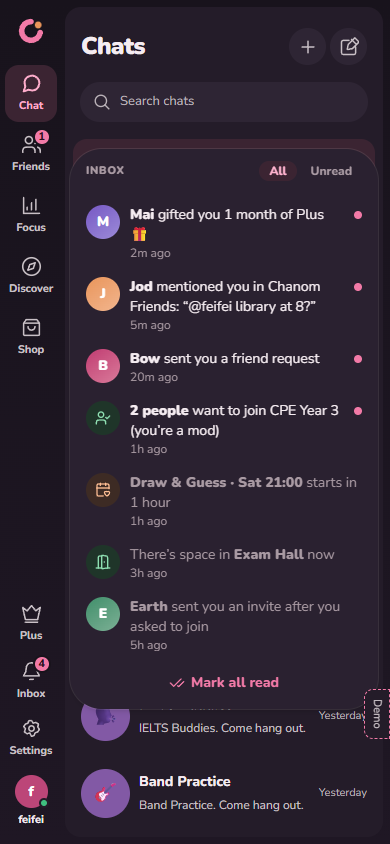 Chats
Chat
Search chats
1
Friends
INBOX
All
Unread
M
Mai gifted you 1 month of Plus
🎁
2m ago
Focus
J
Jod mentioned you in Chanom
Friends: “@feifei library at 8?”
5m ago
Discover
B
Bow sent you a friend request
20m ago
Shop
2 people want to join CPE Year 3
(you’re a mod)
1h ago
Draw & Guess · Sat 21:00 starts in
1 hour
1h ago
There’s space in Exam Hall now
3h ago
E
Earth sent you an invite after you
asked to join
5h ago
Plus
4
Inbox
Mark all read
Demo
IELTS Buddies. Come hang out.
Yesterday
Settings
f
feifei
Band Practice
Band Practice. Come hang out.
Yesterday